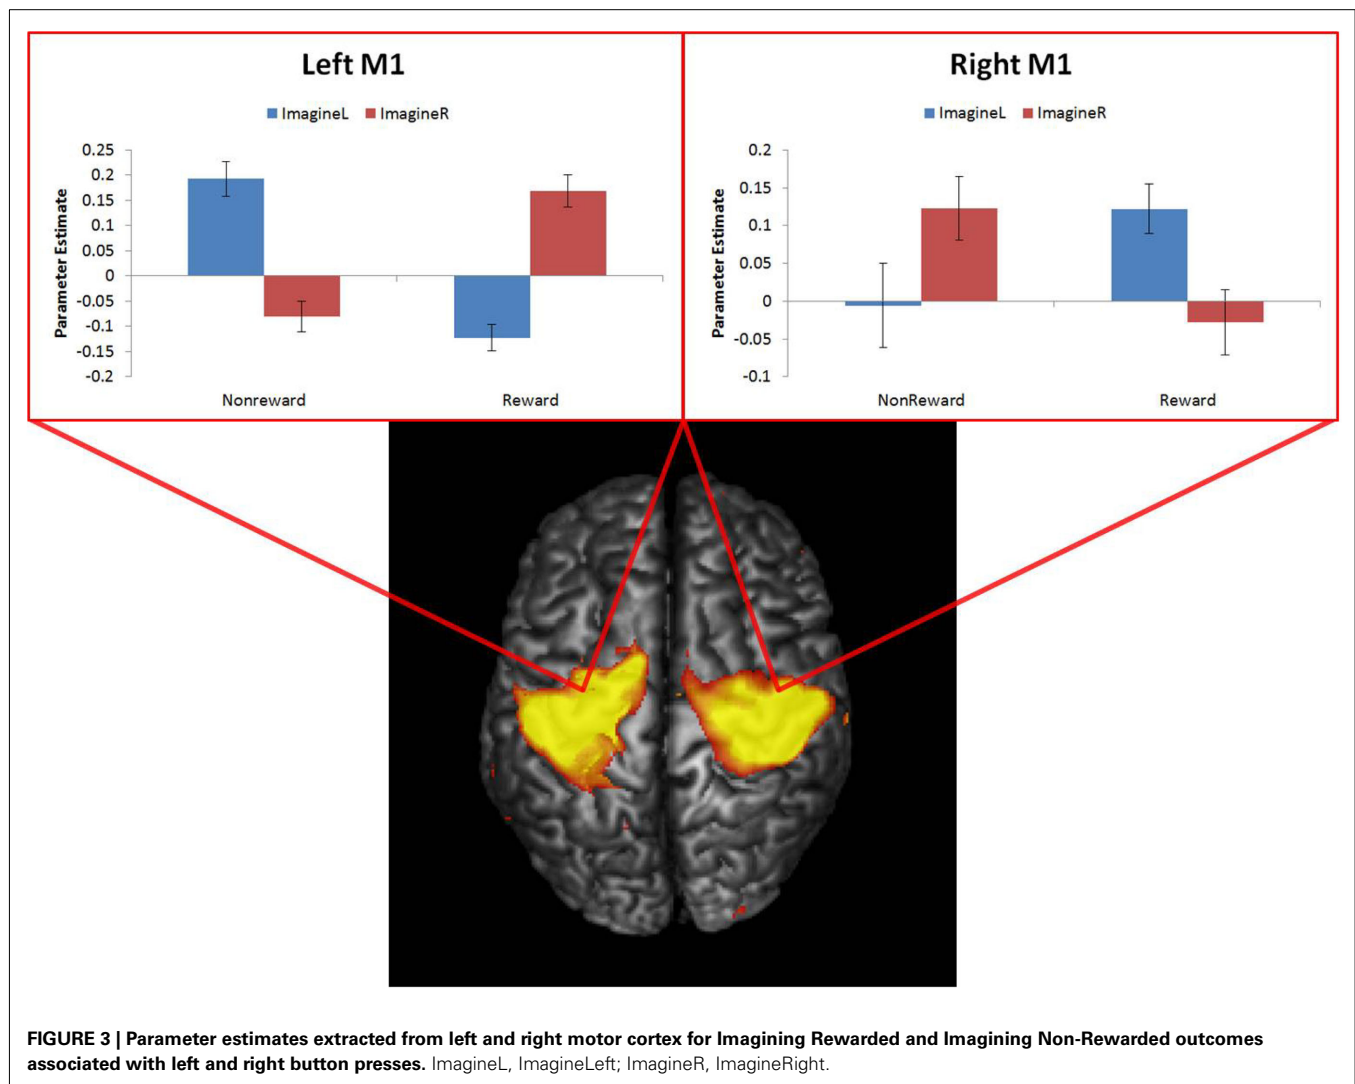 Left M1
ImagineL ImagineR
Parameter Estimate
0.25
0.2
0.15
0.1
0.05
0
-0.05
-0.1
-0.15
-0.2
Nonreward Reward
Right M1
ImagineL ImagineR
Parameter Estimate
0.2
0.15
0.1
0.05
0
-0.05
-0.1
NonReward Reward
FIGURE 3 | Parameter estimates extracted from left and right motor cortex for Imagining Rewarded and Imagining Non-Rewarded outcomes
associated with left and right button presses. ImagineL, ImagineLeft; ImagineR, ImagineRight.